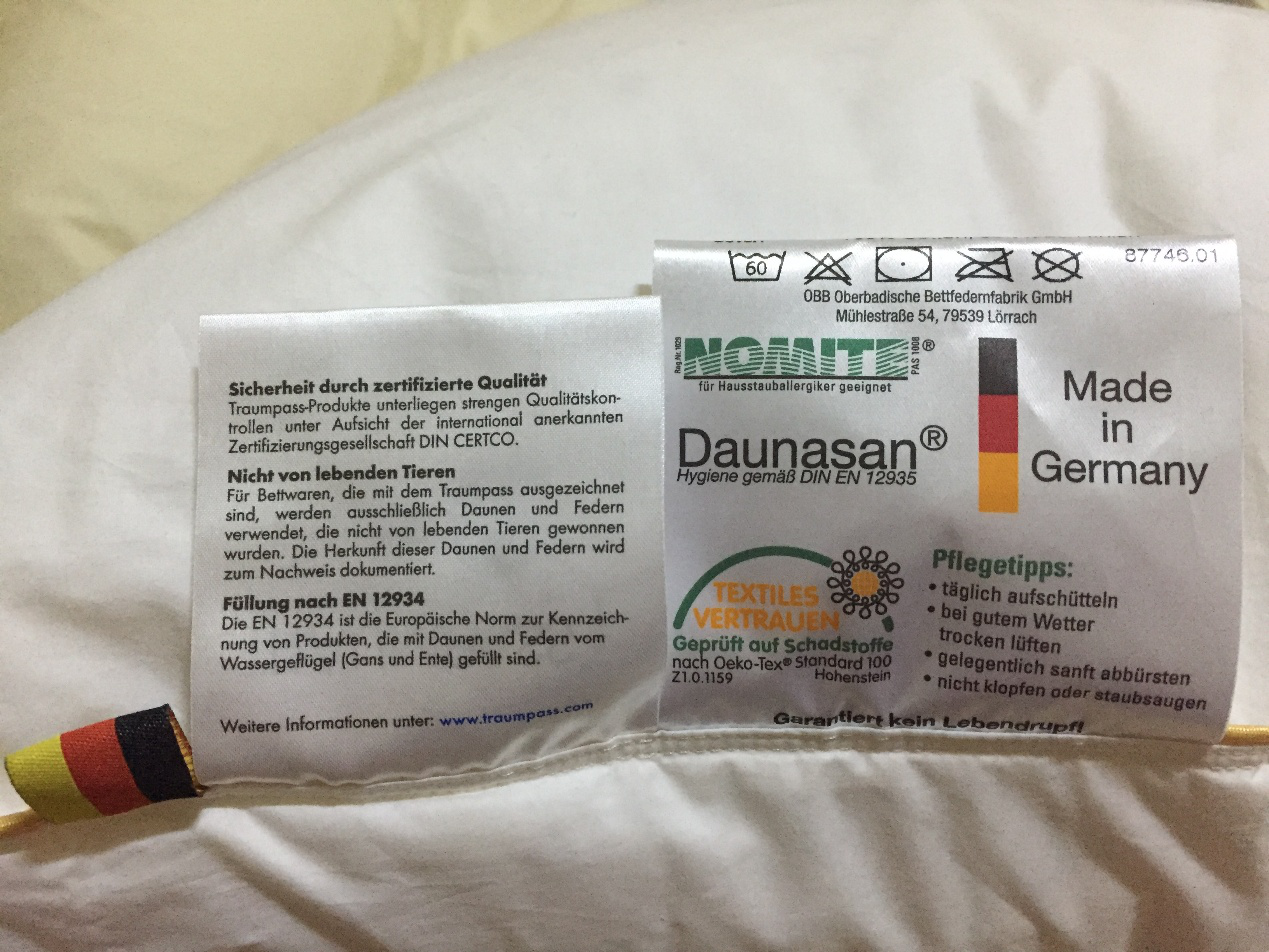 Sicherheit durch zertifizierte Qualität
Traumpass-Produkte unterliegen strengen Qualitätskon-
trollen unter Aufsicht der international anerkannten
Zertifizierungsgesellschaft DIN CERTCO.
Nicht von lebenden Tieren
Für Bettwaren, die mit dem Traumpass ausgezeichnet
sind, werden ausschließlich Daunen und Federn
verwendet, die nicht von lebenden Tieren gewonnen
wurden. Die Herkunft dieser Daunen und Federn wird
zum Nachweis dokumentiert.
Füllung nach EN 12934
Die EN 12934 ist die Europäische Norm zur Kennzeich-
nung von Produkten, die mit Daunen und Federn vom
Wassergeflügel (Gans und Ente) gefüllt sind.
Weitere Informationen unter: www.traumpass.com
60
87746.01
OBB Oberbadische Bettfedernfabrik GmbH
Mühlestraße 54, 79539 Lörrach
Reg.Nr. 1029
NOMITE®
PAS 1008
für Hausstauballergiker geeignet
Daunasan®
Hygiene gemäß DIN EN 12935
Made
in
Germany
TEXTILES
VERTRAUEN
Geprüft auf Schadstoffe
nach Oeko-Tex® Standard 100
Z1.0.1159 Hohenstein
Pflegetipps:
• täglich aufschütteln
• bei gutem Wetter
trocken lüften
• gelegentlich sanft abbürsten
• nicht klopfen oder staubsaugen
Garantiert kein Lebendrupf!